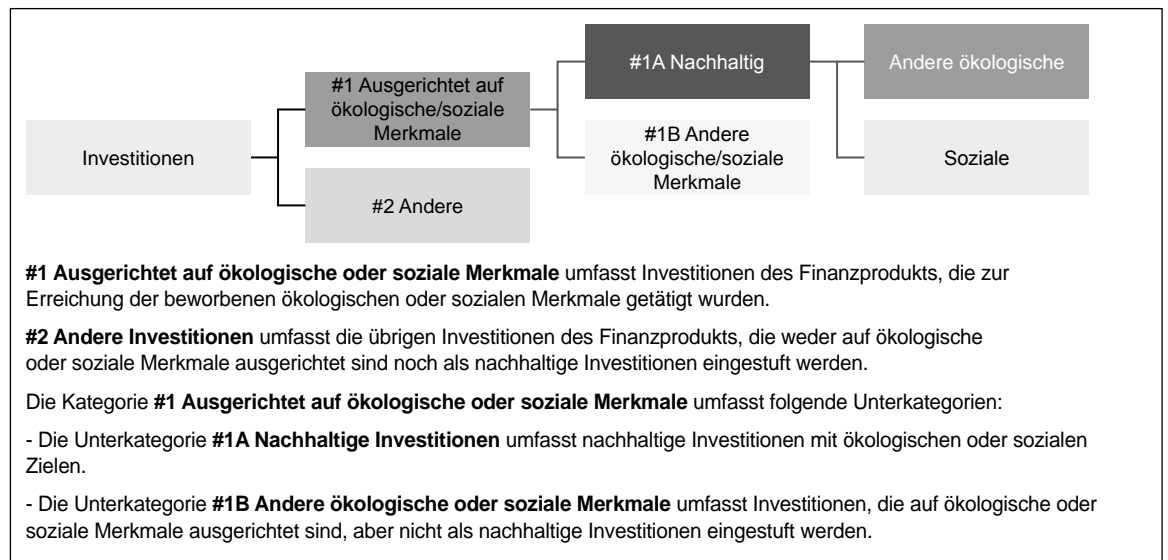 Investitionen
#1 Ausgerichtet auf
ökologische/soziale
Merkmale
#2 Andere
#1A Nachhaltig
#1B Andere
ökologische/soziale
Merkmale
Andere ökologische
Soziale
#1 Ausgerichtet auf ökologische oder soziale Merkmale umfasst Investitionen des Finanzprodukts, die zur
Erreichung der beworbenen ökologischen oder sozialen Merkmale getätigt wurden.
#2 Andere Investitionen umfasst die übrigen Investitionen des Finanzprodukts, die weder auf ökologische
oder soziale Merkmale ausgerichtet sind noch als nachhaltige Investitionen eingestuft werden.
Die Kategorie #1 Ausgerichtet auf ökologische oder soziale Merkmale umfasst folgende Unterkategorien:
- Die Unterkategorie #1A Nachhaltige Investitionen umfasst nachhaltige Investitionen mit ökologischen oder sozialen
Zielen.
- Die Unterkategorie #1B Andere ökologische oder soziale Merkmale umfasst Investitionen, die auf ökologische oder
soziale Merkmale ausgerichtet sind, aber nicht als nachhaltige Investitionen eingestuft werden.